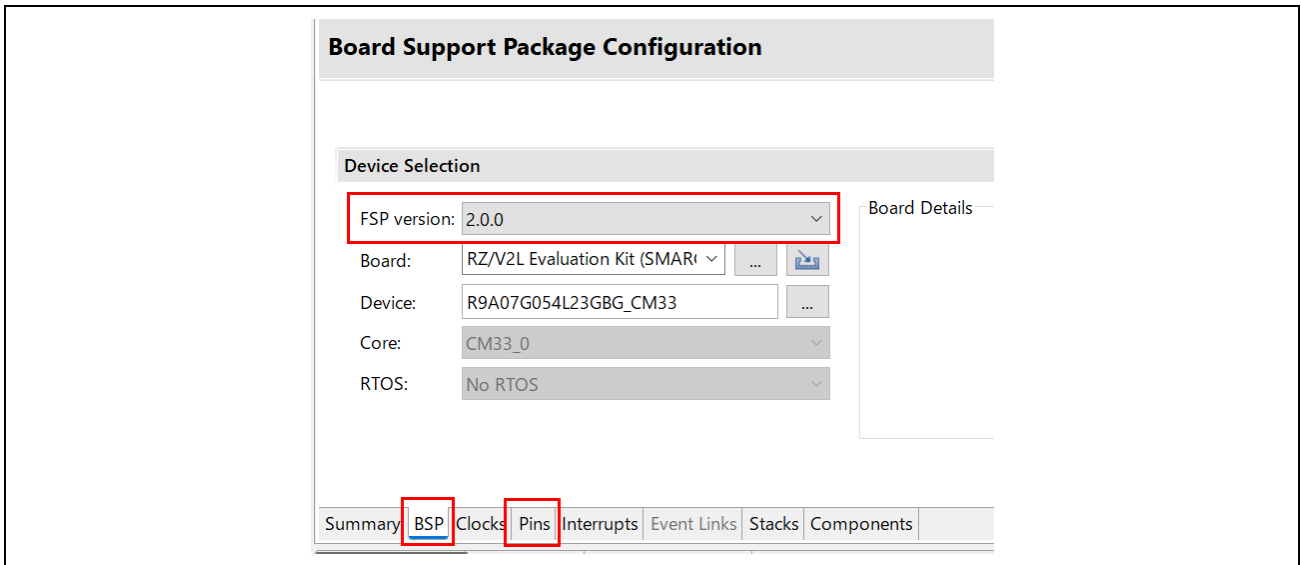 Board Support Package Configuration
Device Selection
FSP version: 2.0.0
Board Details
Board: RZ/V2L Evaluation Kit (SMAR ...
Device: R9A07G054L23GBG_CM33 ...
Core: CM33_0
RTOS: No RTOS
Summary BSP Clocks Pins Interrupts Event Links Stacks Components